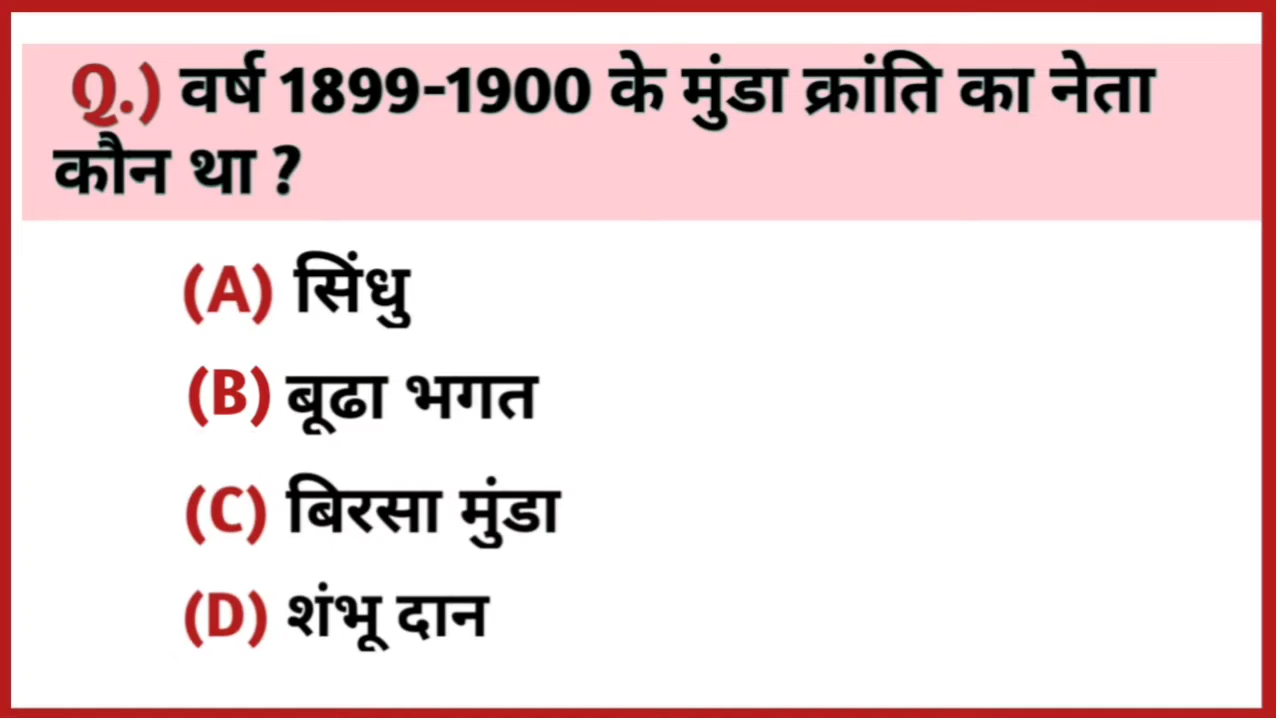 Q.) वर्ष 1899-1900 के मुंडा क्रांति का नेता
कौन था ?
(A) सिंधु
(B) बूढा भगत
(C) बिरसा मुंडा
(D) शंभू दान